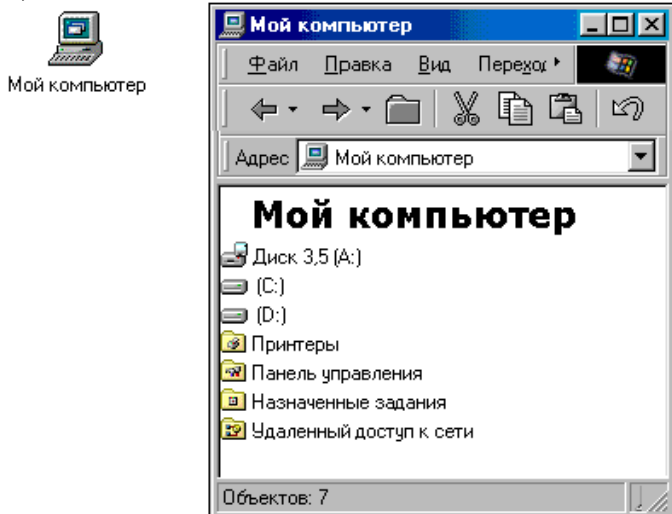 Мой компьютер
Мой компьютер
Файл Правка Вид Переход
Адрес Мой компьютер
Мой компьютер
Диск 3,5 (A:)
(C:)
(D:)
Принтеры
Панель управления
Назначенные задания
Удаленный доступ к сети
Объектов: 7